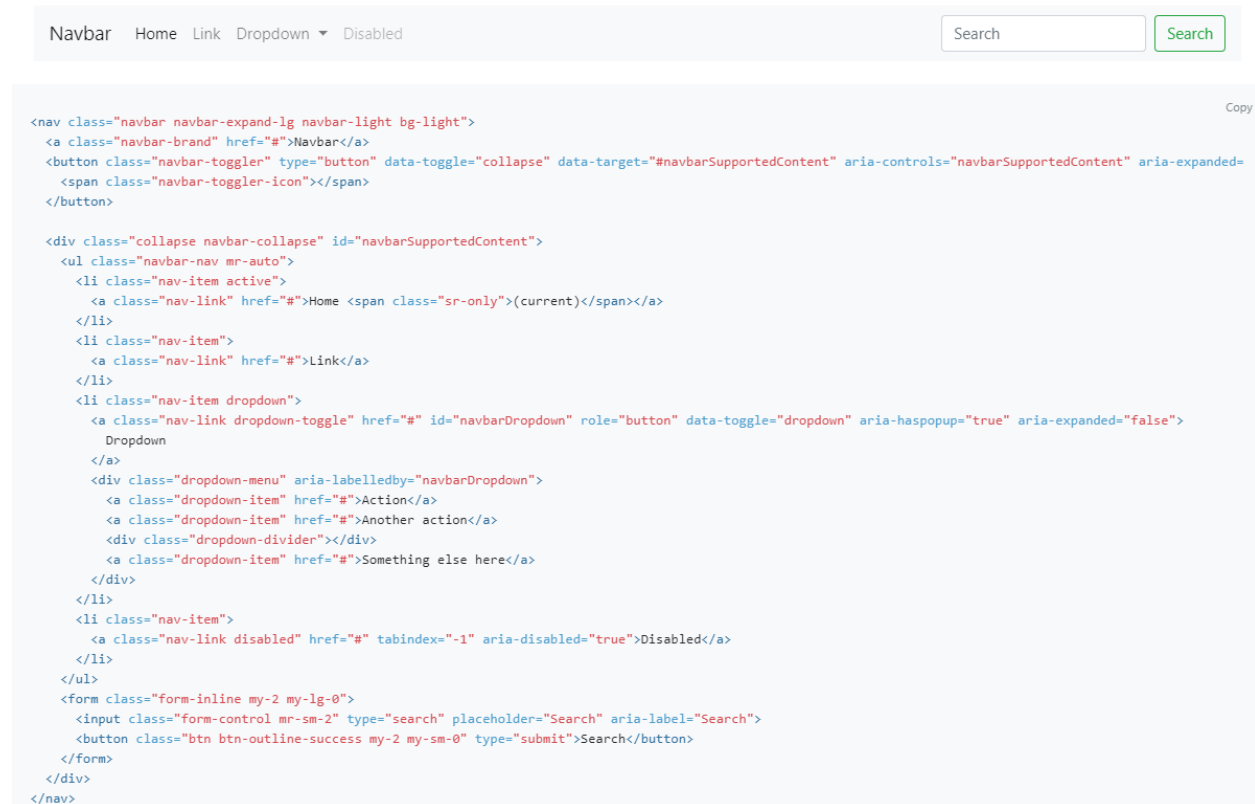 Navbar Home Link Dropdown Disabled Search Search
Copy
<nav class="navbar navbar-expand-lg navbar-light bg-light">
  <a class="navbar-brand" href="#">Navbar</a>
  <button class="navbar-toggler" type="button" data-toggle="collapse" data-target="#navbarSupportedContent" aria-controls="navbarSupportedContent" aria-expanded=
    <span class="navbar-toggler-icon"></span>
  </button>

  <div class="collapse navbar-collapse" id="navbarSupportedContent">
    <ul class="navbar-nav mr-auto">
      <li class="nav-item active">
        <a class="nav-link" href="#">Home <span class="sr-only">(current)</span></a>
      </li>
      <li class="nav-item">
        <a class="nav-link" href="#">Link</a>
      </li>
      <li class="nav-item dropdown">
        <a class="nav-link dropdown-toggle" href="#" id="navbarDropdown" role="button" data-toggle="dropdown" aria-haspopup="true" aria-expanded="false">
          Dropdown
        </a>
        <div class="dropdown-menu" aria-labelledby="navbarDropdown">
          <a class="dropdown-item" href="#">Action</a>
          <a class="dropdown-item" href="#">Another action</a>
          <div class="dropdown-divider"></div>
          <a class="dropdown-item" href="#">Something else here</a>
        </div>
      </li>
      <li class="nav-item">
        <a class="nav-link disabled" href="#" tabindex="-1" aria-disabled="true">Disabled</a>
      </li>
    </ul>
    <form class="form-inline my-2 my-lg-0">
      <input class="form-control mr-sm-2" type="search" placeholder="Search" aria-label="Search">
      <button class="btn btn-outline-success my-2 my-sm-0" type="submit">Search</button>
    </form>
  </div>
</nav>